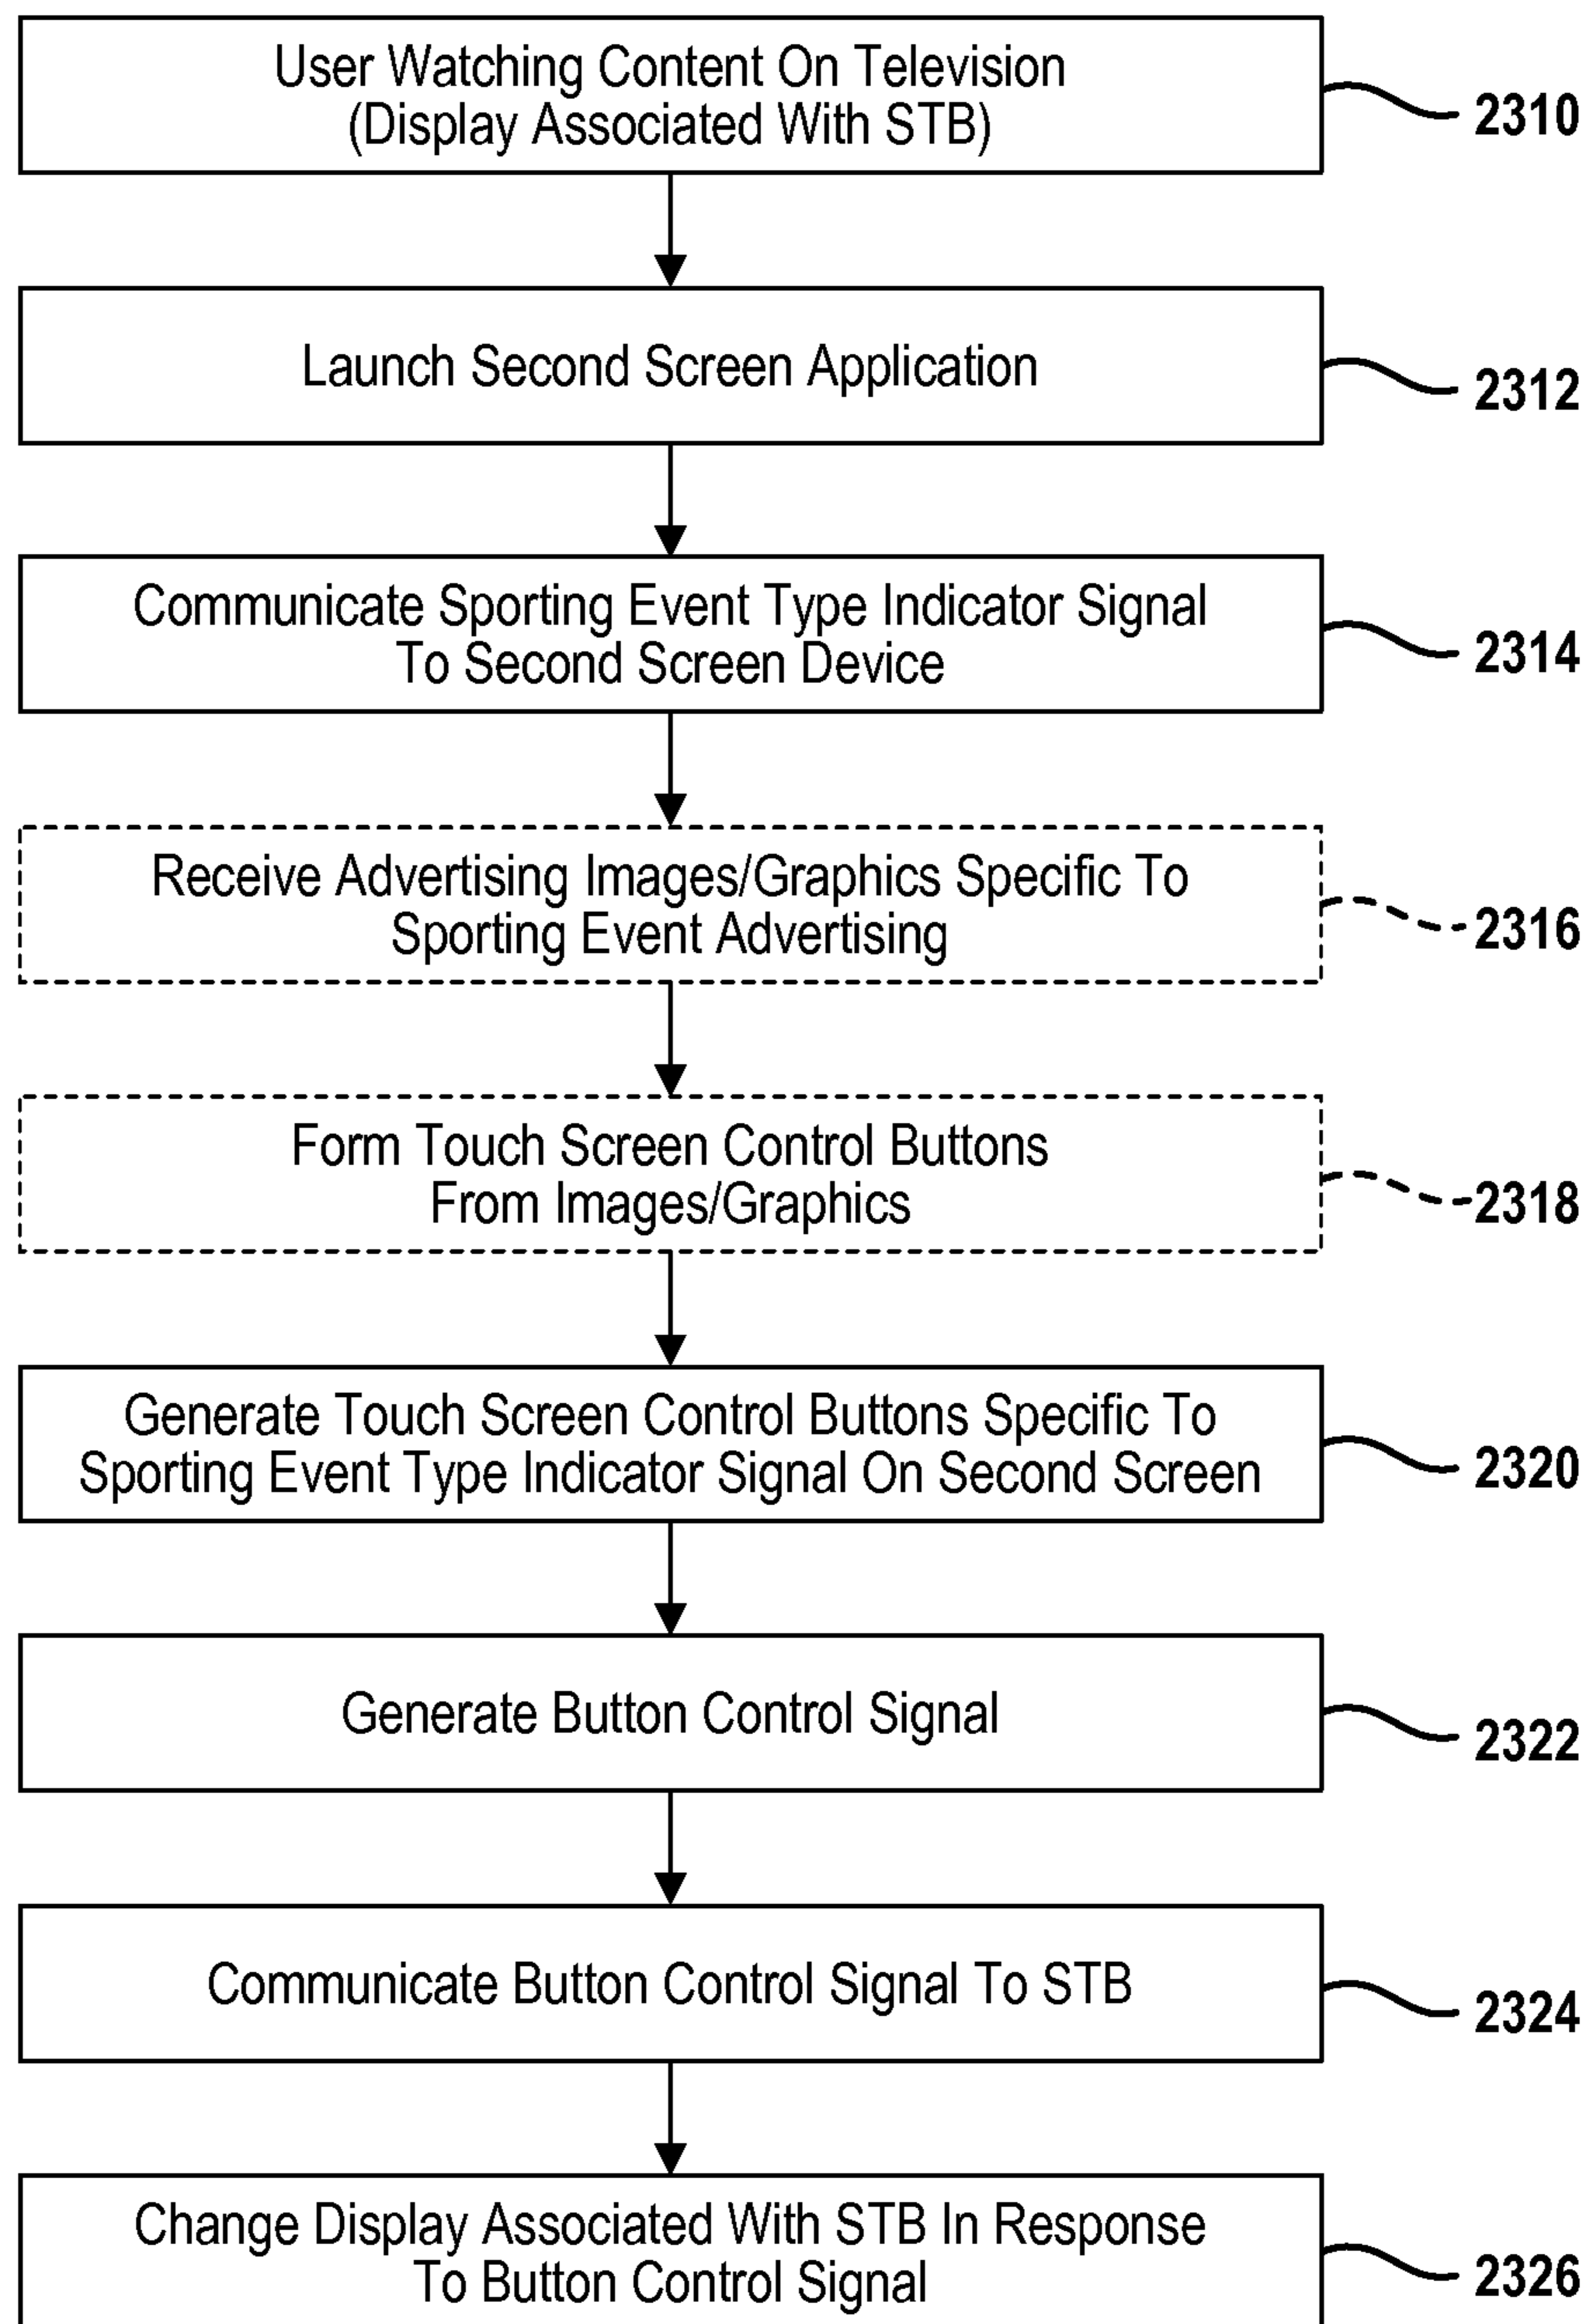 User Watching Content On Television
(Display Associated With STB)
2310
Launch Second Screen Application
2312
Communicate Sporting Event Type Indicator Signal
To Second Screen Device
2314
Receive Advertising Images/Graphics Specific To
Sporting Event Advertising
2316
Form Touch Screen Control Buttons
From Images/Graphics
2318
Generate Touch Screen Control Buttons Specific To
Sporting Event Type Indicator Signal On Second Screen
2320
Generate Button Control Signal
2322
Communicate Button Control Signal To STB
2324
Change Display Associated With STB In Response
To Button Control Signal
2326